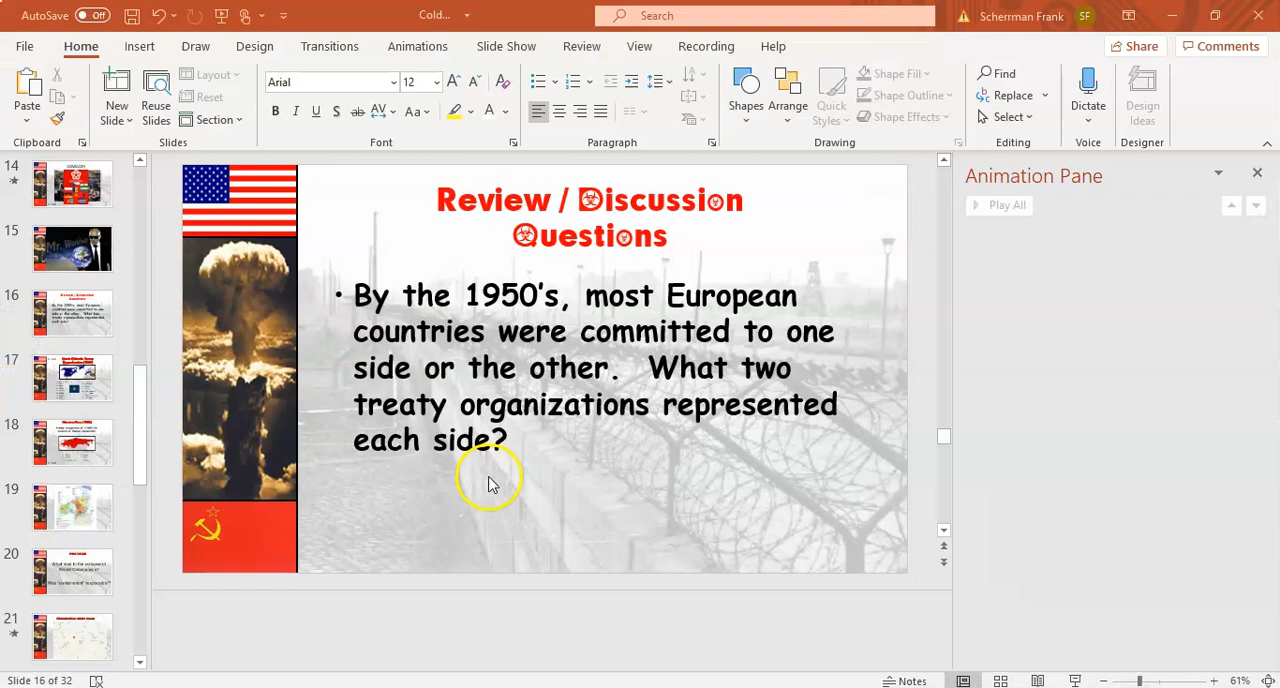 AutoSave Off Cold... Search Scherrman Frank SF
File Home Insert Draw Design Transitions Animations Slide Show Review View Recording Help Share Comments
Paste
New Slide
Reuse Slides
Layout
Reset
Section
Arial 12
B I U S ab AV Aa A
Shapes Arrange Quick Styles
Shape Fill
Shape Outline
Shape Effects
Find
Replace
Select
Dictate
Design Ideas
Clipboard Slides Font Paragraph Drawing Editing Voice Designer
14
15
16
17
18
19
20
21
Review / Discussion
Questions
• By the 1950's, most European
countries were committed to one
side or the other. What two
treaty organizations represented
each side?
Animation Pane
Play All
Slide 16 of 32 Notes 61%